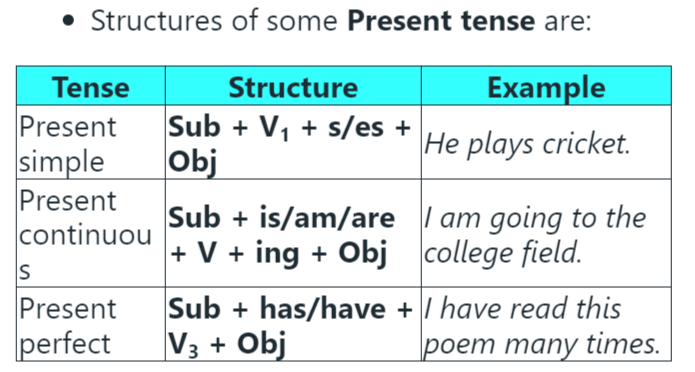 • Structures of some Present tense are:
Tense Structure Example
Present simple
Sub + V₁ + s/es + Obj
He plays cricket.
Present continuous
Sub + is/am/are + V + ing + Obj
I am going to the college field.
Present perfect
Sub + has/have + V₃ + Obj
I have read this poem many times.